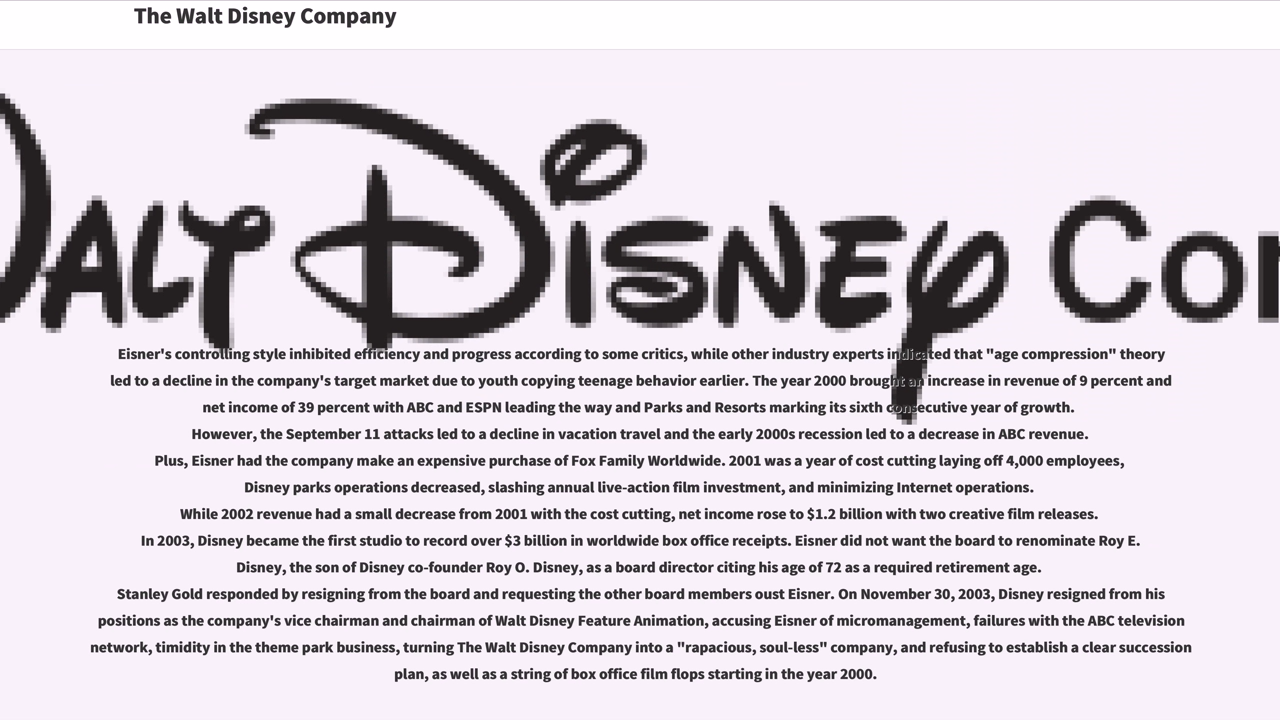 The Walt Disney Company
WALT DISNEY Co
Eisner's controlling style inhibited efficiency and progress according to some critics, while other industry experts indicated that "age compression" theory
led to a decline in the company's target market due to youth copying teenage behavior earlier. The year 2000 brought an increase in revenue of 9 percent and
net income of 39 percent with ABC and ESPN leading the way and Parks and Resorts marking its sixth consecutive year of growth.
However, the September 11 attacks led to a decline in vacation travel and the early 2000s recession led to a decrease in ABC revenue.
Plus, Eisner had the company make an expensive purchase of Fox Family Worldwide. 2001 was a year of cost cutting laying off 4,000 employees,
Disney parks operations decreased, slashing annual live-action film investment, and minimizing Internet operations.
While 2002 revenue had a small decrease from 2001 with the cost cutting, net income rose to $1.2 billion with two creative film releases.
In 2003, Disney became the first studio to record over $3 billion in worldwide box office receipts. Eisner did not want the board to renominate Roy E.
Disney, the son of Disney co-founder Roy O. Disney, as a board director citing his age of 72 as a required retirement age.
Stanley Gold responded by resigning from the board and requesting the other board members oust Eisner. On November 30, 2003, Disney resigned from his
positions as the company's vice chairman and chairman of Walt Disney Feature Animation, accusing Eisner of micromanagement, failures with the ABC television
network, timidity in the theme park business, turning The Walt Disney Company into a "rapacious, soul-less" company, and refusing to establish a clear succession
plan, as well as a string of box office film flops starting in the year 2000.